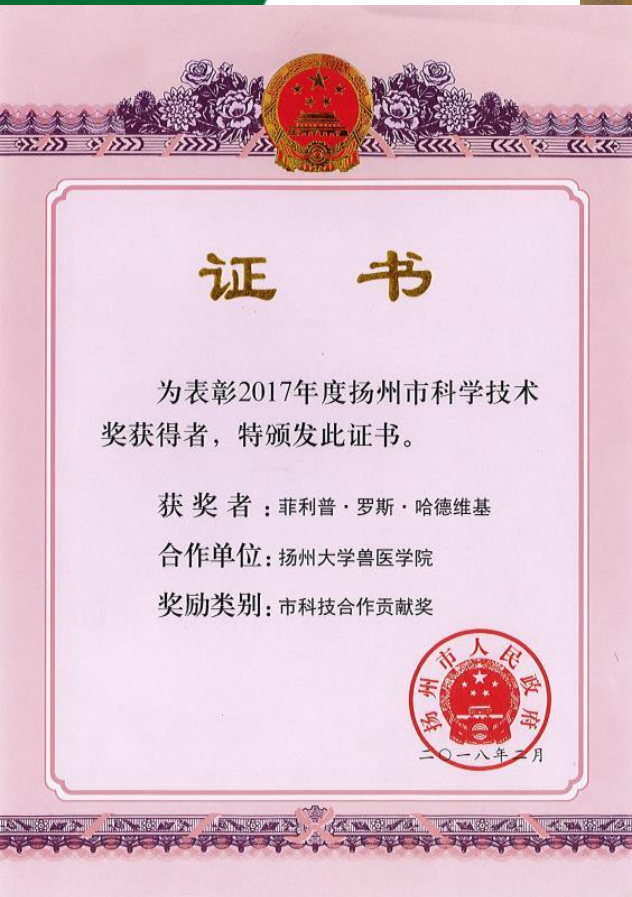 证 书
为表彰2017年度扬州市科学技术
奖获得者，特颁发此证书。
获 奖 者：菲利普·罗斯·哈德维基
合作单位：扬州大学兽医学院
奖励类别：市科技合作贡献奖
扬州市人民政府
二〇一八年二月